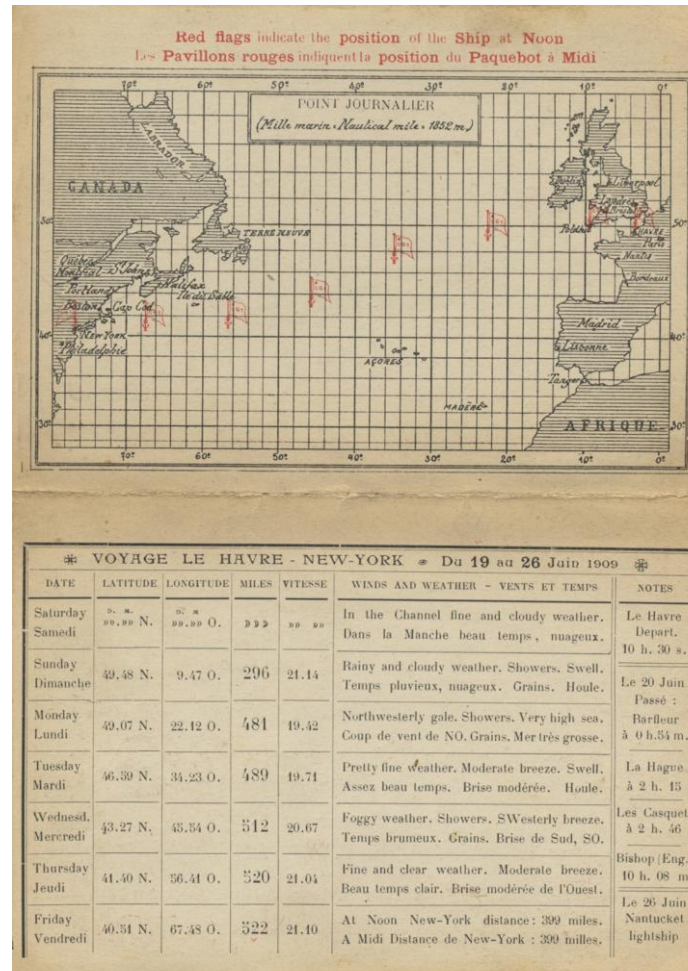 Red flags indicate the position of the Ship at Noon
Les Pavillons rouges indiquent la position du Paquebot à Midi
70° 60° 50° 40° 30° 20° 10° 0°
POINT JOURNALIER
(Mille marin = Nautical mile = 1852 m.)
LABRADOR
CANADA
Dublin
Liverpool
Londres
Bristol
50° 50°
TERRE NEUVE
HAVRE
Paris
Québec
Montréal
St Johns
Nantes
Halifax
Ile du Sable
Portland
Bordeaux
Boston
Cap Cod
Madrid
New York
40° 40°
Philadelphie
Lisbonne
AÇORES
Tanger
MADÈRE
AFRIQUE
30° 30°
70° 60° 50° 40° 30° 20° 10° 0°
VOYAGE LE HAVRE - NEW-YORK Du 19 au 26 Juin 1909
DATE LATITUDE LONGITUDE MILES VITESSE WINDS AND WEATHER - VENTS ET TEMPS NOTES
Saturday D. M. D. M In the Channel fine and cloudy weather. Le Havre
Samedi »».»» N. »».»» O. »»» »» »» Dans la Manche beau temps, nuageux. Depart.
10 h. 30 s.
Sunday 49.48 N. 9.47 O. 296 21.14 Rainy and cloudy weather. Showers. Swell. Le 20 Juin
Dimanche Temps pluvieux, nuageux. Grains. Houle. Passé :
Monday 49.07 N. 22.12 O. 481 19.42 Northwesterly gale. Showers. Very high sea. Barfleur
Lundi Coup de vent de NO. Grains. Mer très grosse. à 0 h.54 m.
Tuesday 46.59 N. 34.23 O. 489 19.71 Pretty fine weather. Moderate breeze. Swell. La Hague
Mardi Assez beau temps. Brise modérée. Houle. à 2 h. 15
Wednesd. 43.27 N. 45.54 O. 512 20.67 Foggy weather. Showers. SWesterly breeze. Les Casquet
Mercredi Temps brumeux. Grains. Brise de Sud, SO. à 2 h. 46
Thursday 41.40 N. 56.41 O. 520 21.04 Fine and clear weather. Moderate breeze. Bishop (Eng.
Jeudi Beau temps clair. Brise modérée de l'Ouest. 10 h. 08 m
Friday 40.51 N. 67.48 O. 522 21.10 At Noon New-York distance : 399 miles. Le 26 Juin
Vendredi A Midi Distance de New-York : 399 milles. Nantucket
lightship